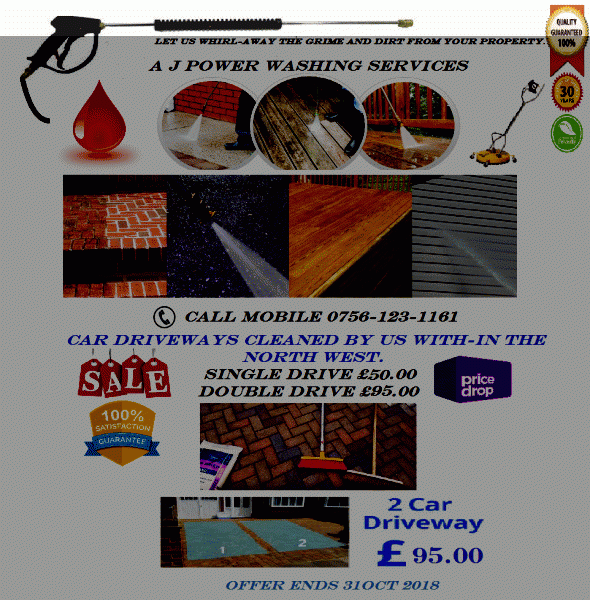 LET US WHIRL-AWAY THE GRIME AND DIRT FROM YOUR PROPERTY.
QUALITY
GUARANTEED
100%
A J POWER WASHING SERVICES
30
YEARS
CALL MOBILE 0756-123-1161
CAR DRIVEWAYS CLEANED BY US WITH-IN THE
NORTH WEST.
SALE
SINGLE DRIVE £50.00
DOUBLE DRIVE £95.00
price
drop
100%
SATISFACTION
GUARANTEE
2 Car
Driveway
£ 95.00
1
2
OFFER ENDS 31OCT 2018